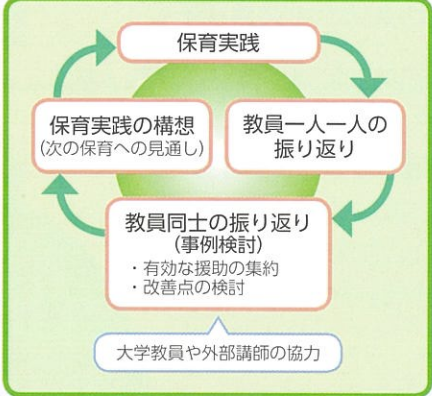 保育実践
教員一人一人の
振り返り
教員同士の振り返り
(事例検討)
・有効な援助の集約
・改善点の検討
大学教員や外部講師の協力
保育実践の構想
(次の保育への見通し)